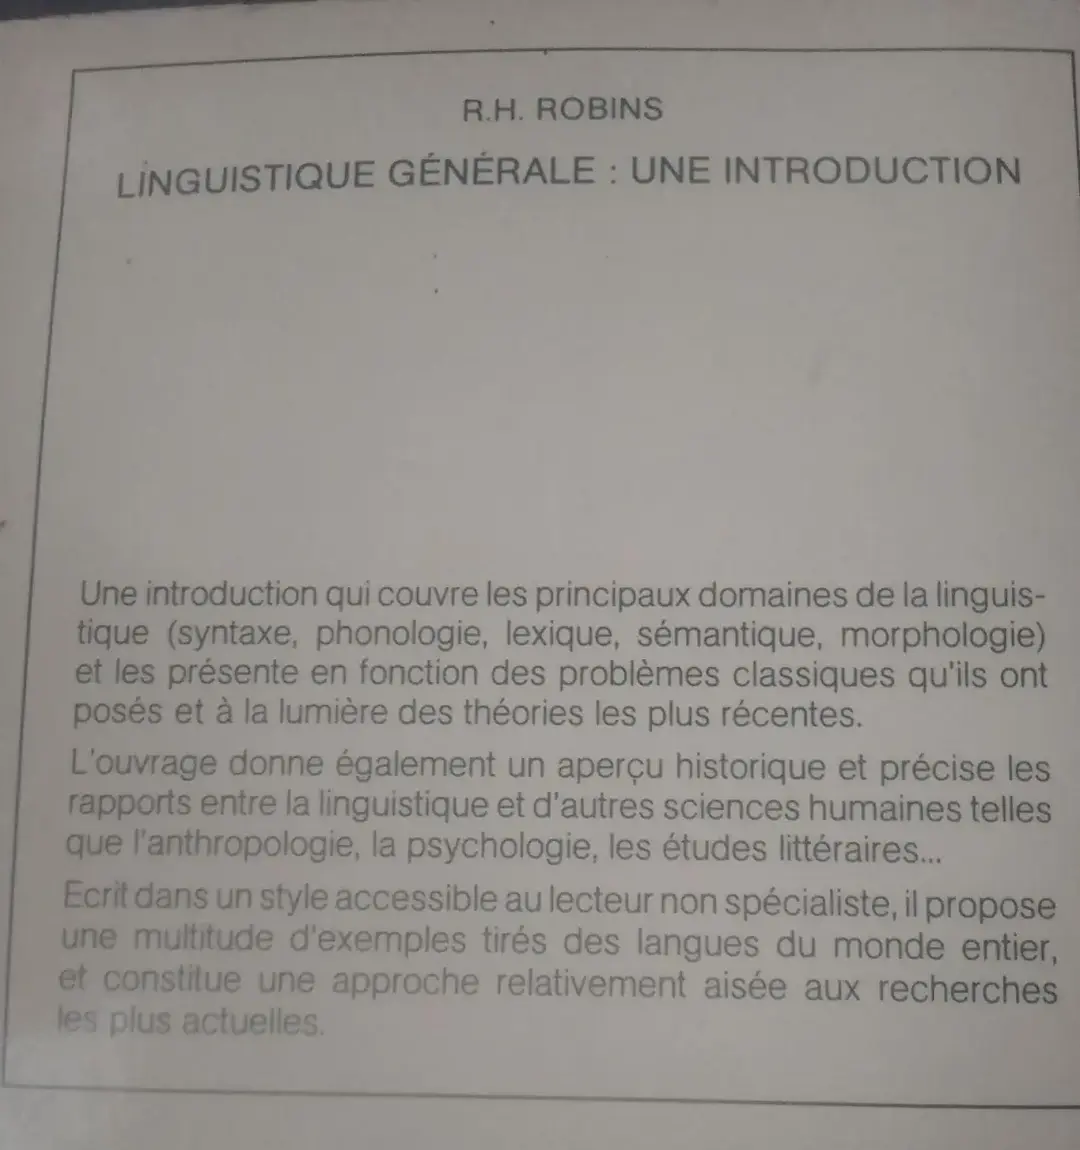 R.H. ROBINS
LINGUISTIQUE GÉNÉRALE : UNE INTRODUCTION
Une introduction qui couvre les principaux domaines de la linguis-
tique (syntaxe, phonologie, lexique, sémantique, morphologie)
et les présente en fonction des problèmes classiques qu'ils ont
posés et à la lumière des théories les plus récentes.
L'ouvrage donne également un aperçu historique et précise les
rapports entre la linguistique et d'autres sciences humaines telles
que l'anthropologie, la psychologie, les études littéraires...
Ecrit dans un style accessible au lecteur non spécialiste, il propose
une multitude d'exemples tirés des langues du monde entier,
et constitue une approche relativement aisée aux recherches
les plus actuelles.